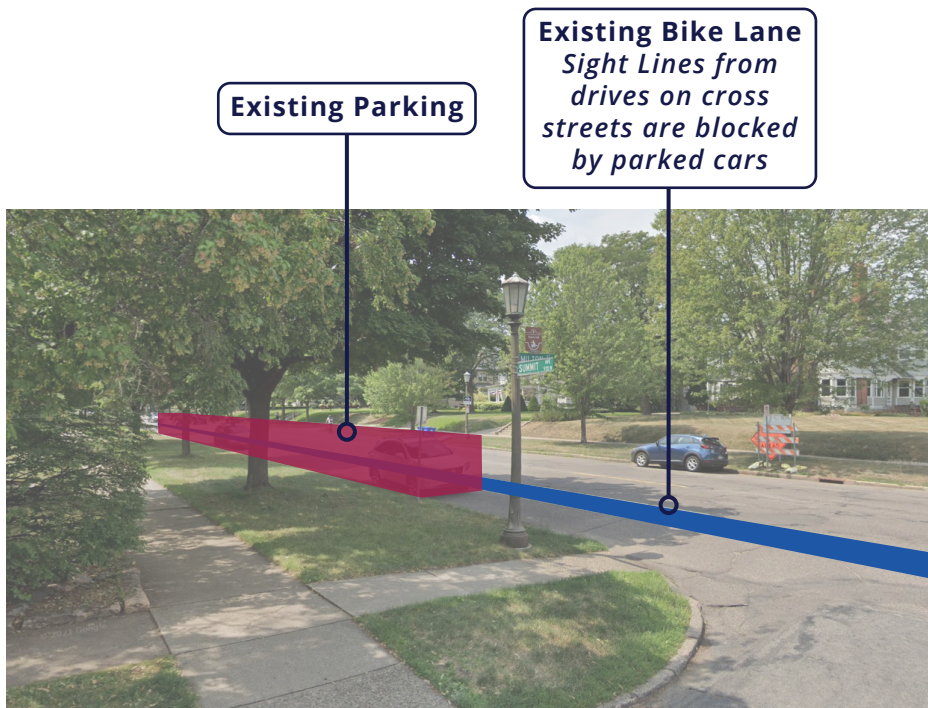 Existing Bike Lane
Sight Lines from
drives on cross
streets are blocked
by parked cars
Existing Parking
SUMMIT